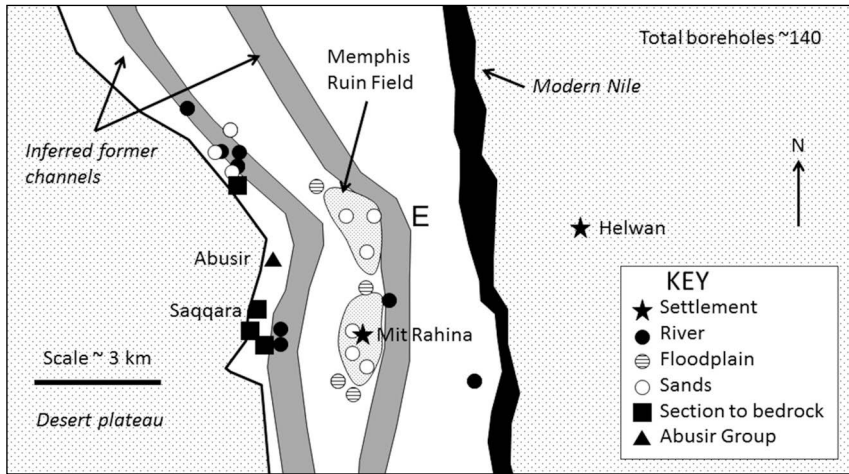 Total boreholes ~140
Memphis
Ruin Field
Modern Nile
Inferred former
channels
N
E
Helwan
Abusir
Saqqara
Mit Rahina
Scale ~ 3 km
Desert plateau
KEY
Settlement
River
Floodplain
Sands
Section to bedrock
Abusir Group